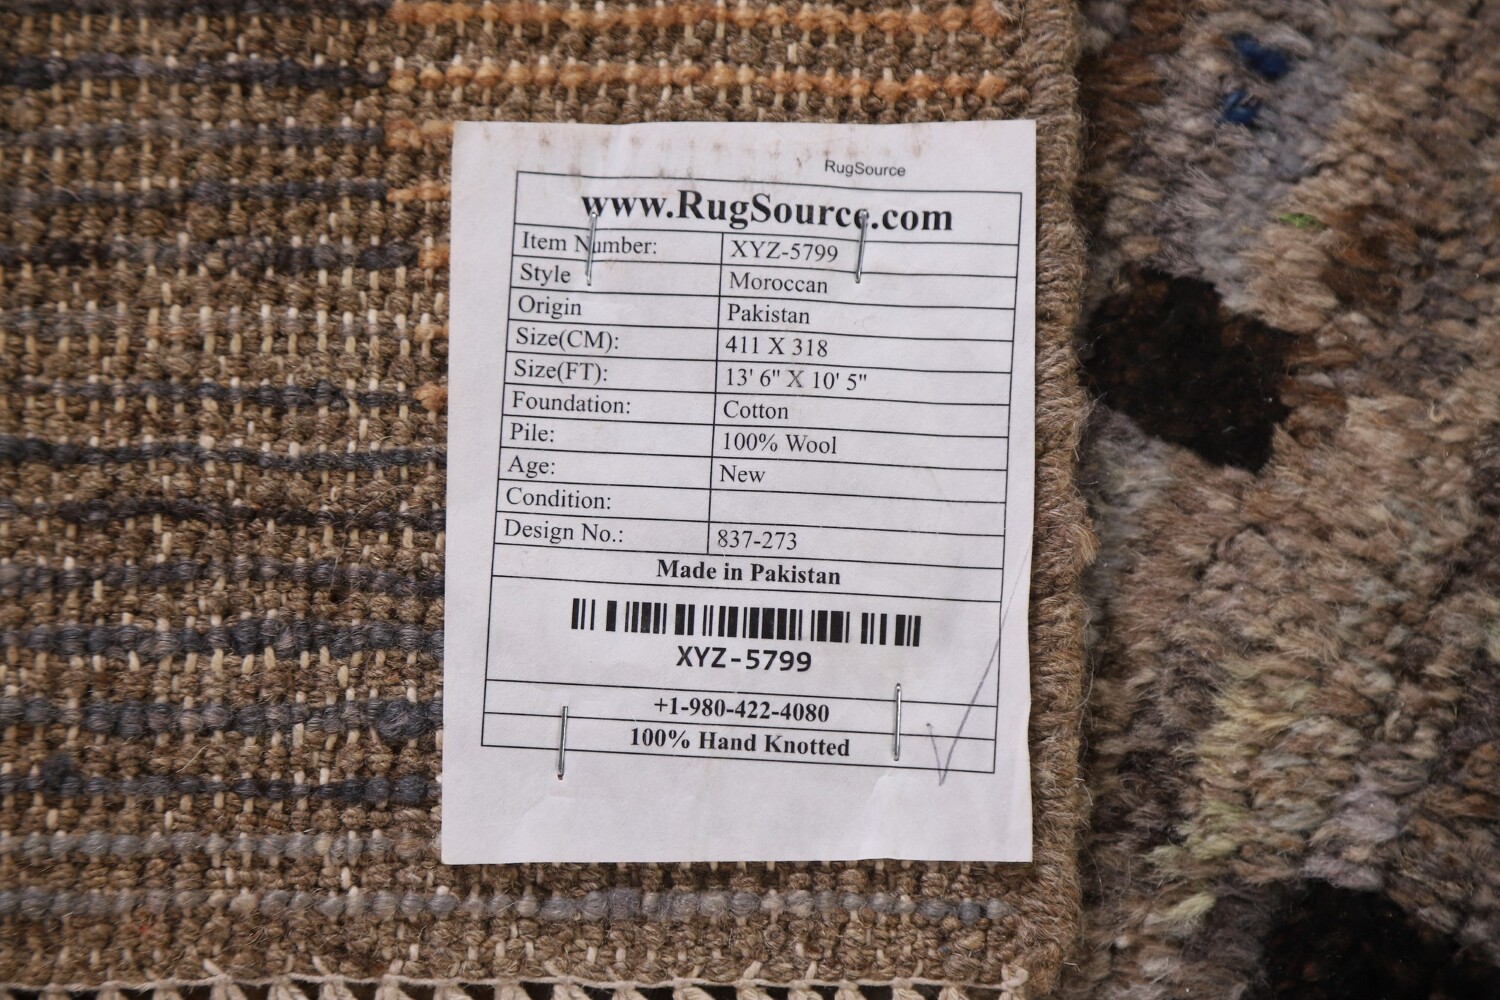 RugSource
www.RugSource.com
Item Number: XYZ-5799
Style Moroccan
Origin Pakistan
Size(CM): 411 X 318
Size(FT): 13' 6" X 10' 5"
Foundation: Cotton
Pile: 100% Wool
Age: New
Condition:
Design No.: 837-273
Made in Pakistan
XYZ-5799
+1-980-422-4080
100% Hand Knotted